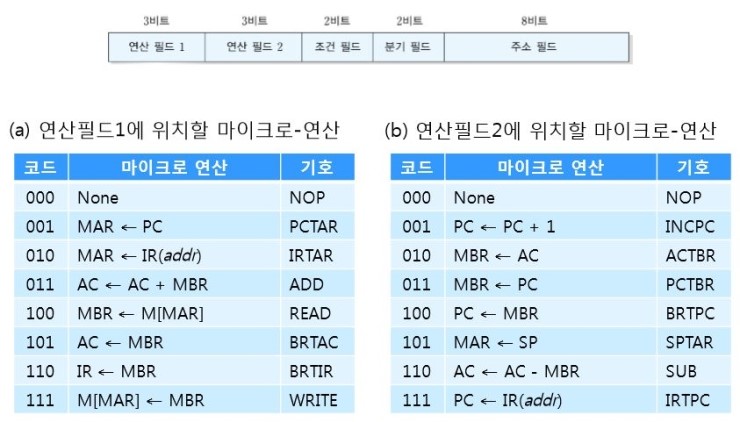 3비트 3비트 2비트 2비트 8비트
연산 필드 1 연산 필드 2 조건 필드 분기 필드 주소 필드
(a) 연산필드1에 위치할 마이크로-연산
코드 마이크로 연산 기호
000 None NOP
001 MAR ← PC PCTAR
010 MAR ← IR(addr) IRTAR
011 AC ← AC + MBR ADD
100 MBR ← M[MAR] READ
101 AC ← MBR BRTAC
110 IR ← MBR BRTIR
111 M[MAR] ← MBR WRITE
(b) 연산필드2에 위치할 마이크로-연산
코드 마이크로 연산 기호
000 None NOP
001 PC ← PC + 1 INCPC
010 MBR ← AC ACTBR
011 MBR ← PC PCTBR
100 PC ← MBR BRTPC
101 MAR ← SP SPTAR
110 AC ← AC - MBR SUB
111 PC ← IR(addr) IRTPC